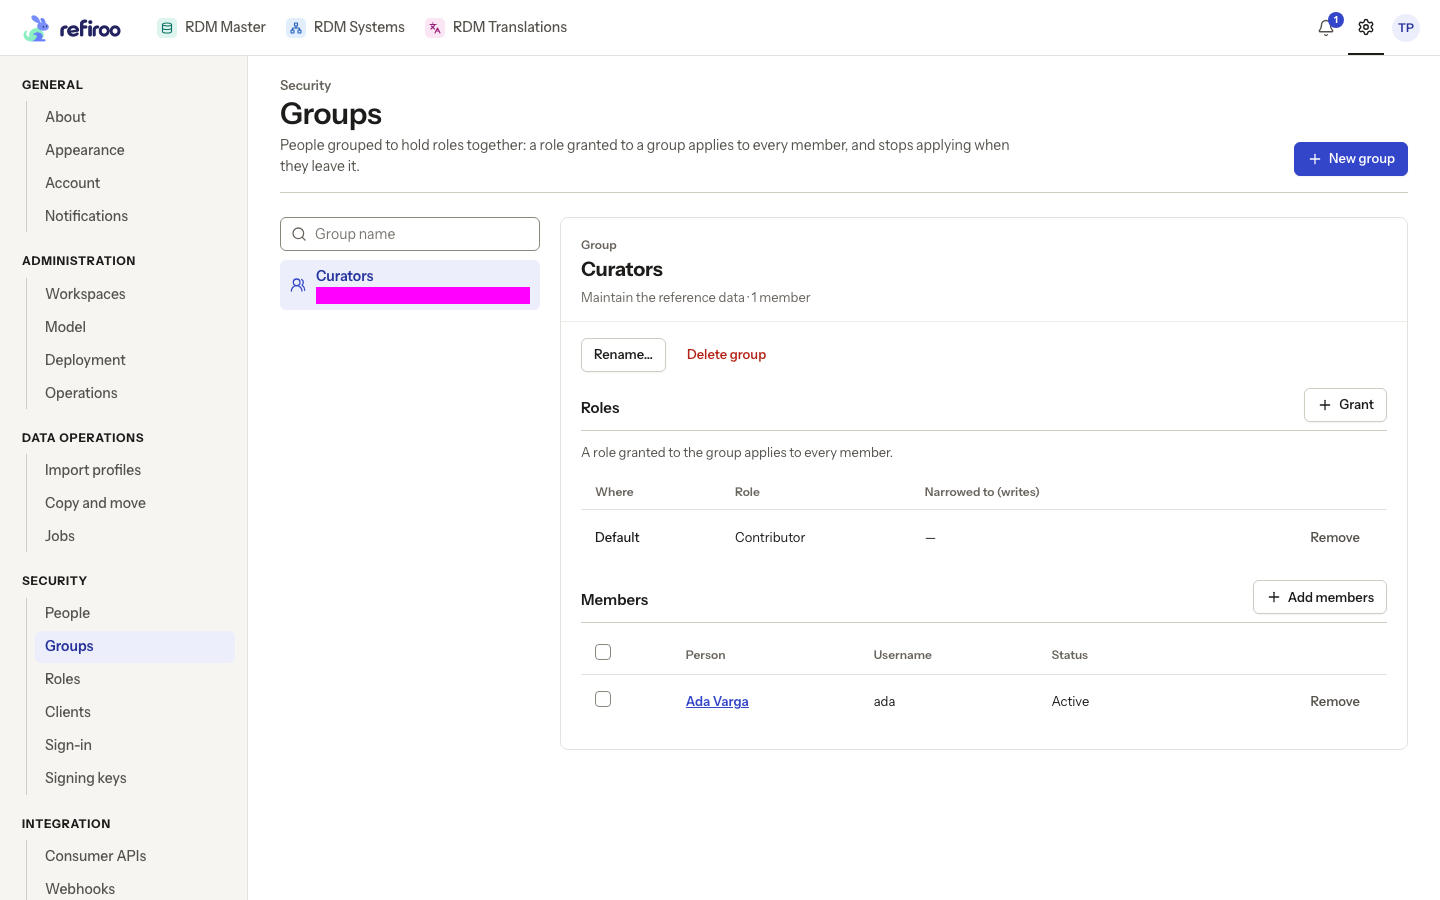 refiroo
RDM Master
RDM Systems
RDM Translations
1
TP
GENERAL
About
Appearance
Account
Notifications
ADMINISTRATION
Workspaces
Model
Deployment
Operations
DATA OPERATIONS
Import profiles
Copy and move
Jobs
SECURITY
People
Groups
Roles
Clients
Sign-in
Signing keys
INTEGRATION
Consumer APIs
Webhooks
Security
Groups
People grouped to hold roles together: a role granted to a group applies to every member, and stops applying when
they leave it.
New group
Group name
Curators
Group
Curators
Maintain the reference data · 1 member
Rename...
Delete group
Roles
Grant
A role granted to the group applies to every member.
Where Role Narrowed to (writes)
Default Contributor — Remove
Members
Add members
Person Username Status
Ada Varga ada Active Remove